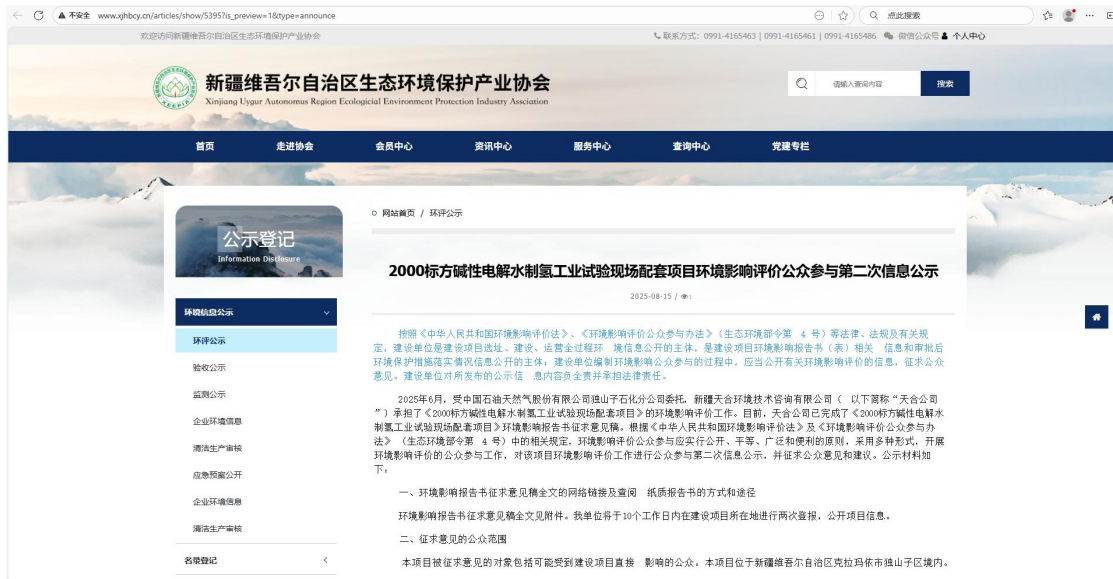 不安全 www.xjhbcy.cn/articles/show/5395?is_preview=1&type=announce
点此搜索
欢迎访问新疆维吾尔自治区生态环境保护产业协会
联系方式：0991-4165463 | 0991-4165461 | 0991-4165486 微信公众号 个人中心
新疆维吾尔自治区生态环境保护产业协会
Xinjiang Uygur Autonomus Region Ecologicial Environment Protection Industry Assciation
XEEPIA
请输入查询内容 搜索
首页 走进协会 会员中心 资讯中心 服务中心 查询中心 党建专栏
公示登记
Information Disclosure
网站首页 / 环评公示
2000标方碱性电解水制氢工业试验现场配套项目环境影响评价公众参与第二次信息公示
2025-08-15 / :
环境信息公示
环评公示
验收公示
监测公示
企业环境信息
清洁生产审核
应急预案公开
企业环境信息
清洁生产审核
名录登记
按照《中华人民共和国环境影响评价法》、《环境影响评价公众参与办法》（生态环境部令第 4 号）等法律、法规及有关规
定，建设单位是建设项目选址、建设、运营全过程环 境信息公开的主体，是建设项目环境影响报告书（表）相关 信息和审批后
环境保护措施落实情况信息公开的主体；建设单位编制环境影响公众参与的过程中，应当公开有关环境影响评价的信息，征求公众
意见。建设单位对所发布的公示信 息内容负全责并承担法律责任。
2025年6月，受中国石油天然气股份有限公司独山子石化分公司委托，新疆天合环境技术咨询有限公司（ 以下简称“天合公司
”）承担了《2000标方碱性电解水制氢工业试验现场配套项目》的环境影响评价工作。目前，天合公司已完成了《2000标方碱性电解水
制氢工业试验现场配套项目》环境影响报告书征求意见稿。根据《中华人民共和国环境影响评价法》及《环境影响评价公众参与办
法》 （生态环境部令第 4 号）中的相关规定，环境影响评价公众参与应实行公开、平等、广泛和便利的原则，采用多种形式，开展
环境影响评价的公众参与工作，对该项目环境影响评价工作进行公众参与第二次信息公示，并征求公众意见和建议。公示材料如
下：
一、环境影响报告书征求意见稿全文的网络链接及查阅 纸质报告书的方式和途径
环境影响报告书征求意见稿全文见附件。我单位将于10个工作日内在建设项目所在地进行两次登报，公开项目信息。
二、征求意见的公众范围
本项目被征求意见的对象包括可能受到建设项目直接 影响的公众。本项目位于新疆维吾尔自治区克拉玛依市独山子区境内。